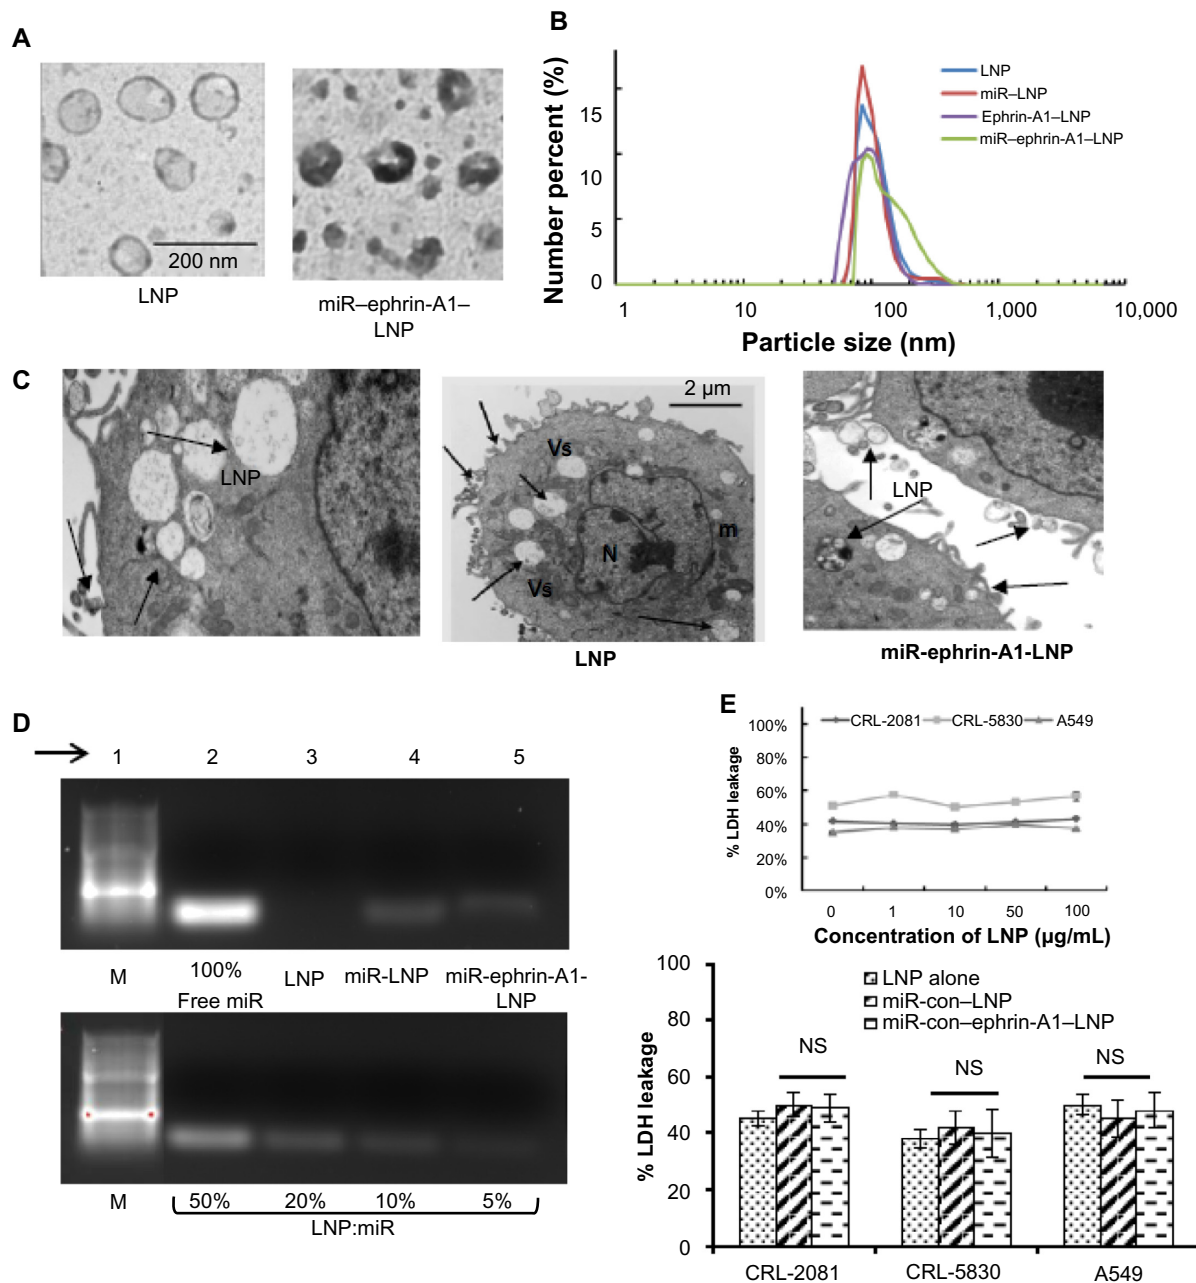 A
200 nm
LNP
miR–ephrin-A1–
LNP
B
Number percent (%)
15
10
5
0
LNP
miR–LNP
Ephrin-A1–LNP
miR–ephrin-A1–LNP
1 10 100 1,000 10,000
Particle size (nm)
C
LNP
2 µm
Vs
m
N
Vs
LNP
LNP
miR-ephrin-A1-LNP
D
1 2 3 4 5
M 100% LNP miR-LNP miR-ephrin-A1-
Free miR LNP
M 50% 20% 10% 5%
LNP:miR
E
% LDH leakage
100%
80%
60%
40%
20%
0%
CRL-2081 CRL-5830 A549
0 1 10 50 100
Concentration of LNP (µg/mL)
% LDH leakage
100
80
60
40
20
0
LNP alone
miR-con–LNP
miR-con–ephrin-A1–LNP
NS NS NS
CRL-2081 CRL-5830 A549